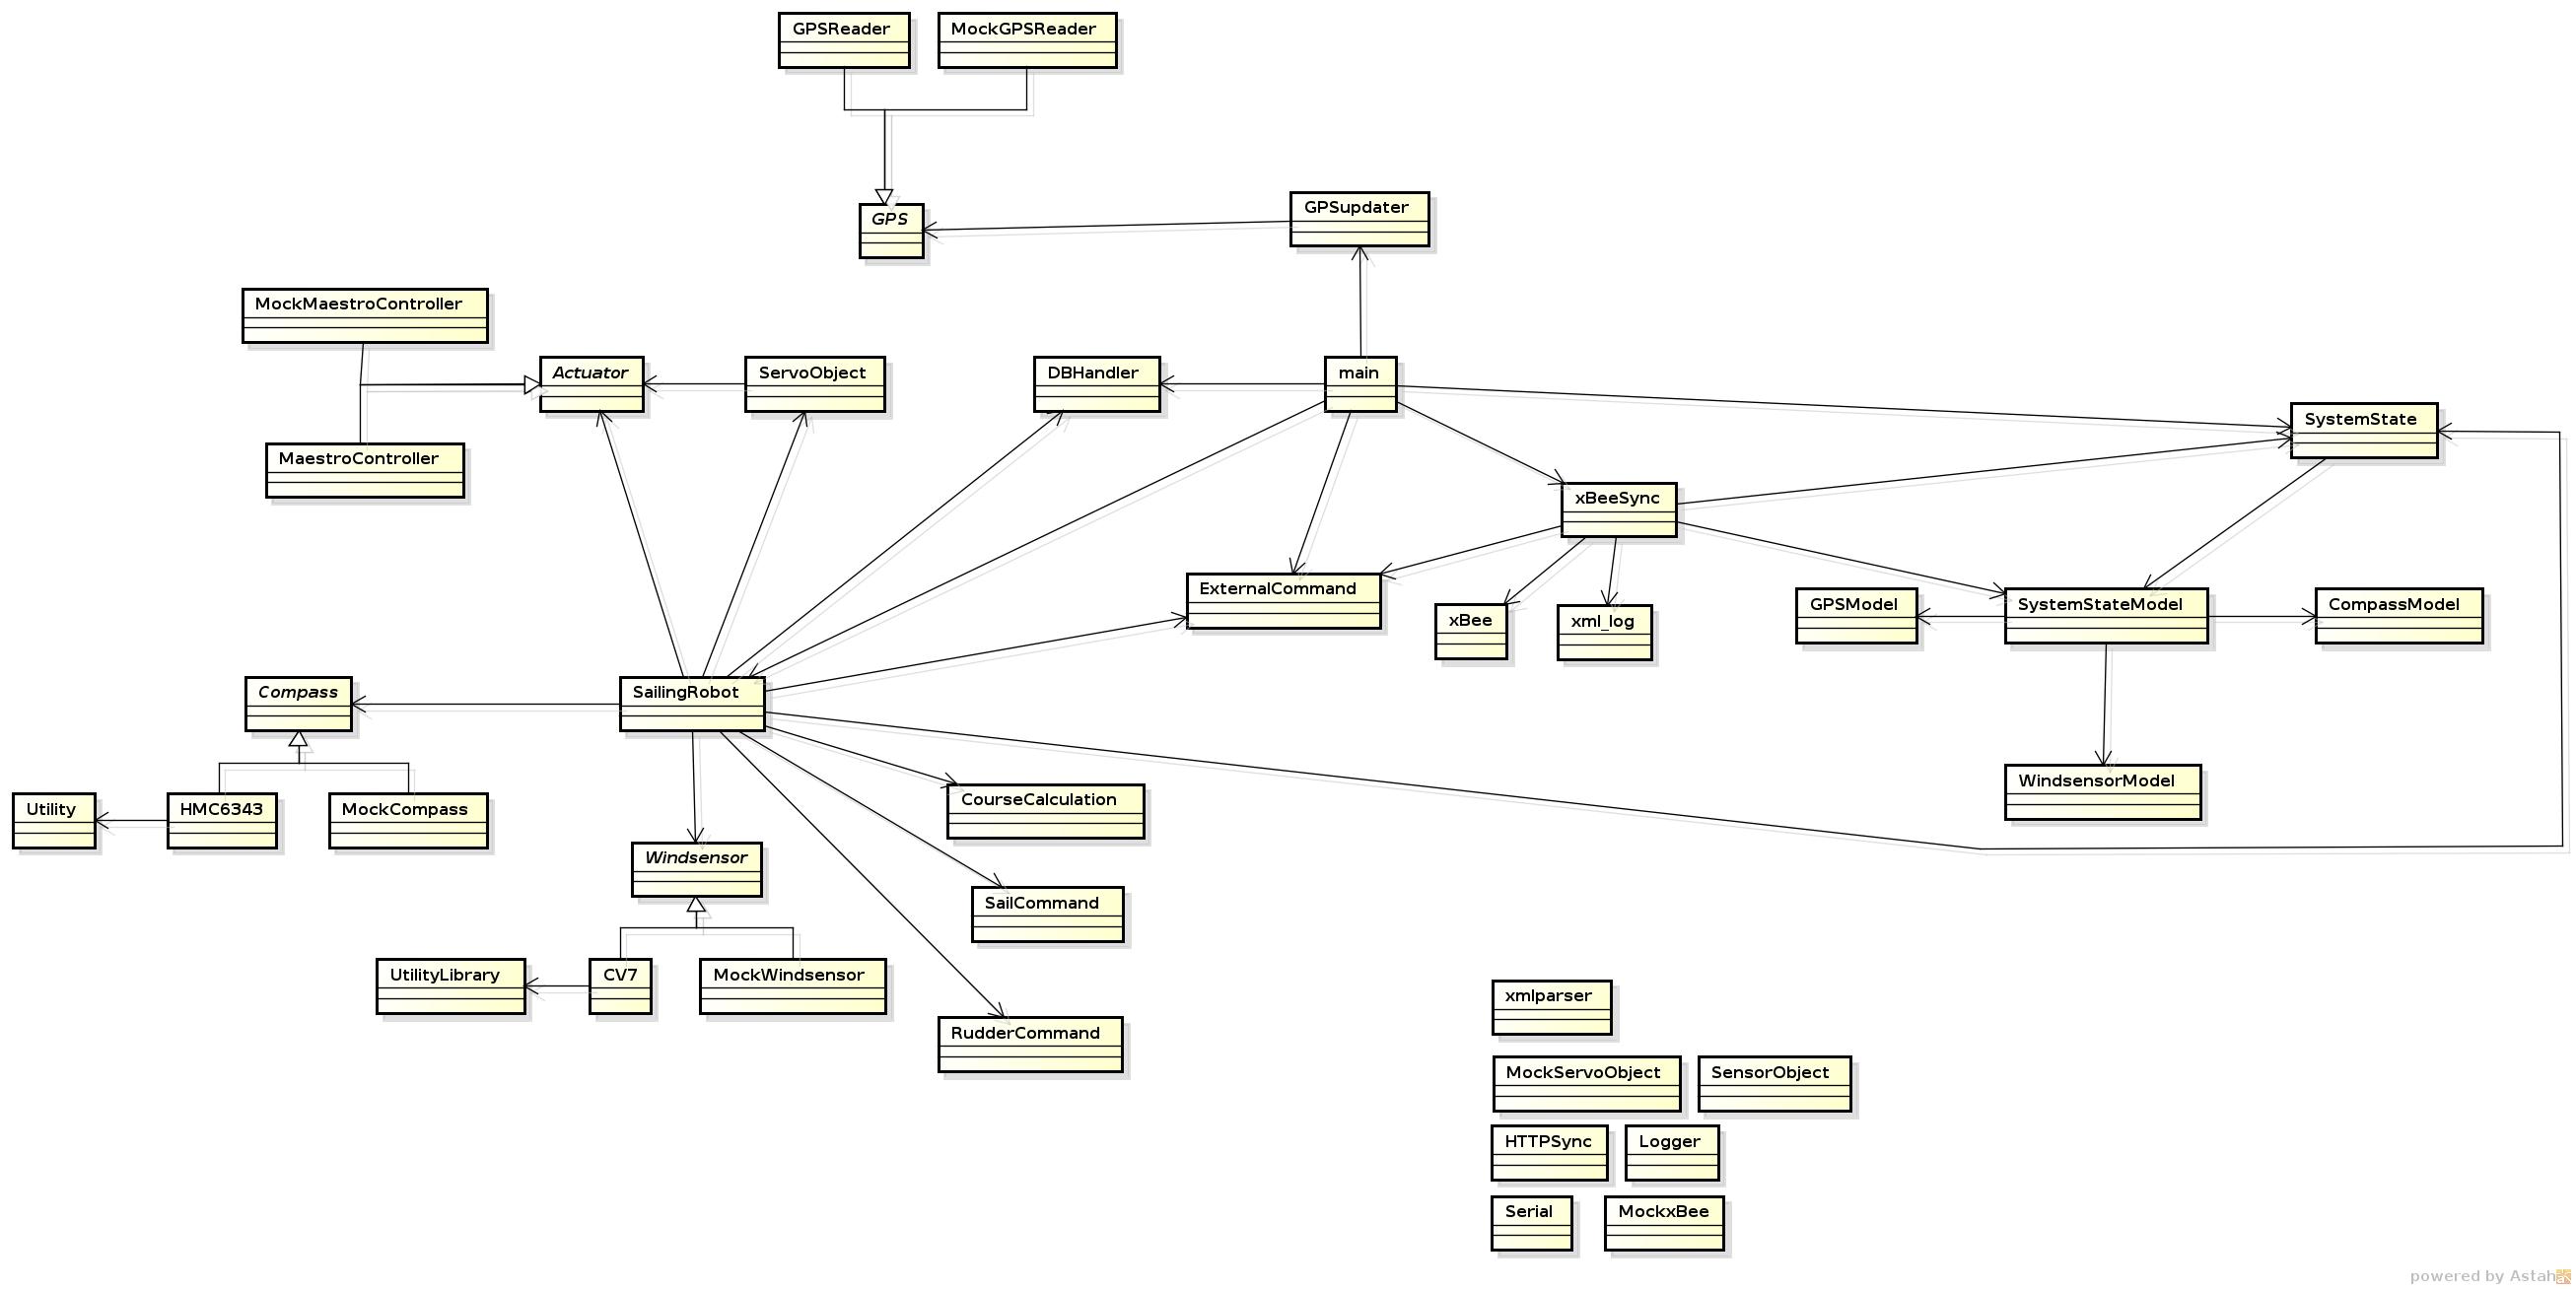 GPSReader
MockGPSReader
GPS
GPSupdater
MockMaestroController
Actuator
ServoObject
DBHandler
main
SystemState
MaestroController
xBeeSync
ExternalCommand
xBee
xml_log
GPSModel
SystemStateModel
CompassModel
Compass
SailingRobot
WindsensorModel
Utility
HMC6343
MockCompass
CourseCalculation
Windsensor
SailCommand
UtilityLibrary
CV7
MockWindsensor
RudderCommand
xmlparser
MockServoObject
SensorObject
HTTPSync
Logger
Serial
MockxBee
powered by Astah